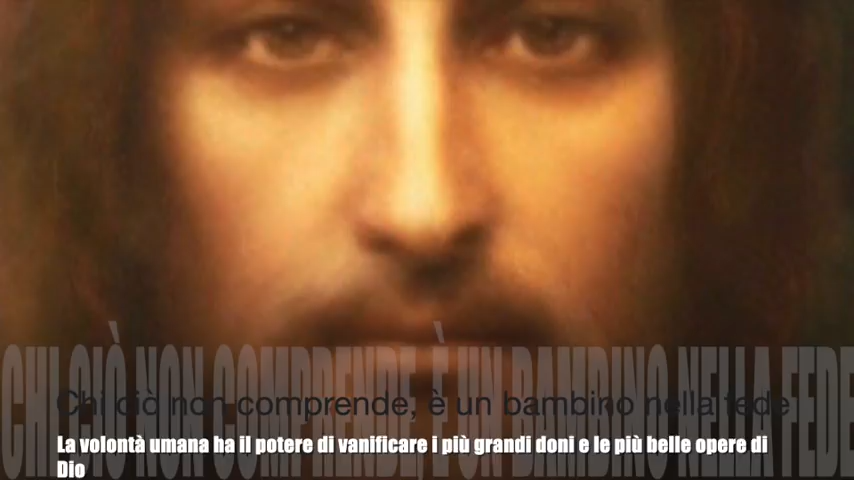 CHI CIÒ NON COMPRENDE, È UN BAMBINO NELLA FEDE
Chi ciò non comprende, è un bambino nella fede
La volontà umana ha il potere di vanificare i più grandi doni e le più belle opere di
Dio